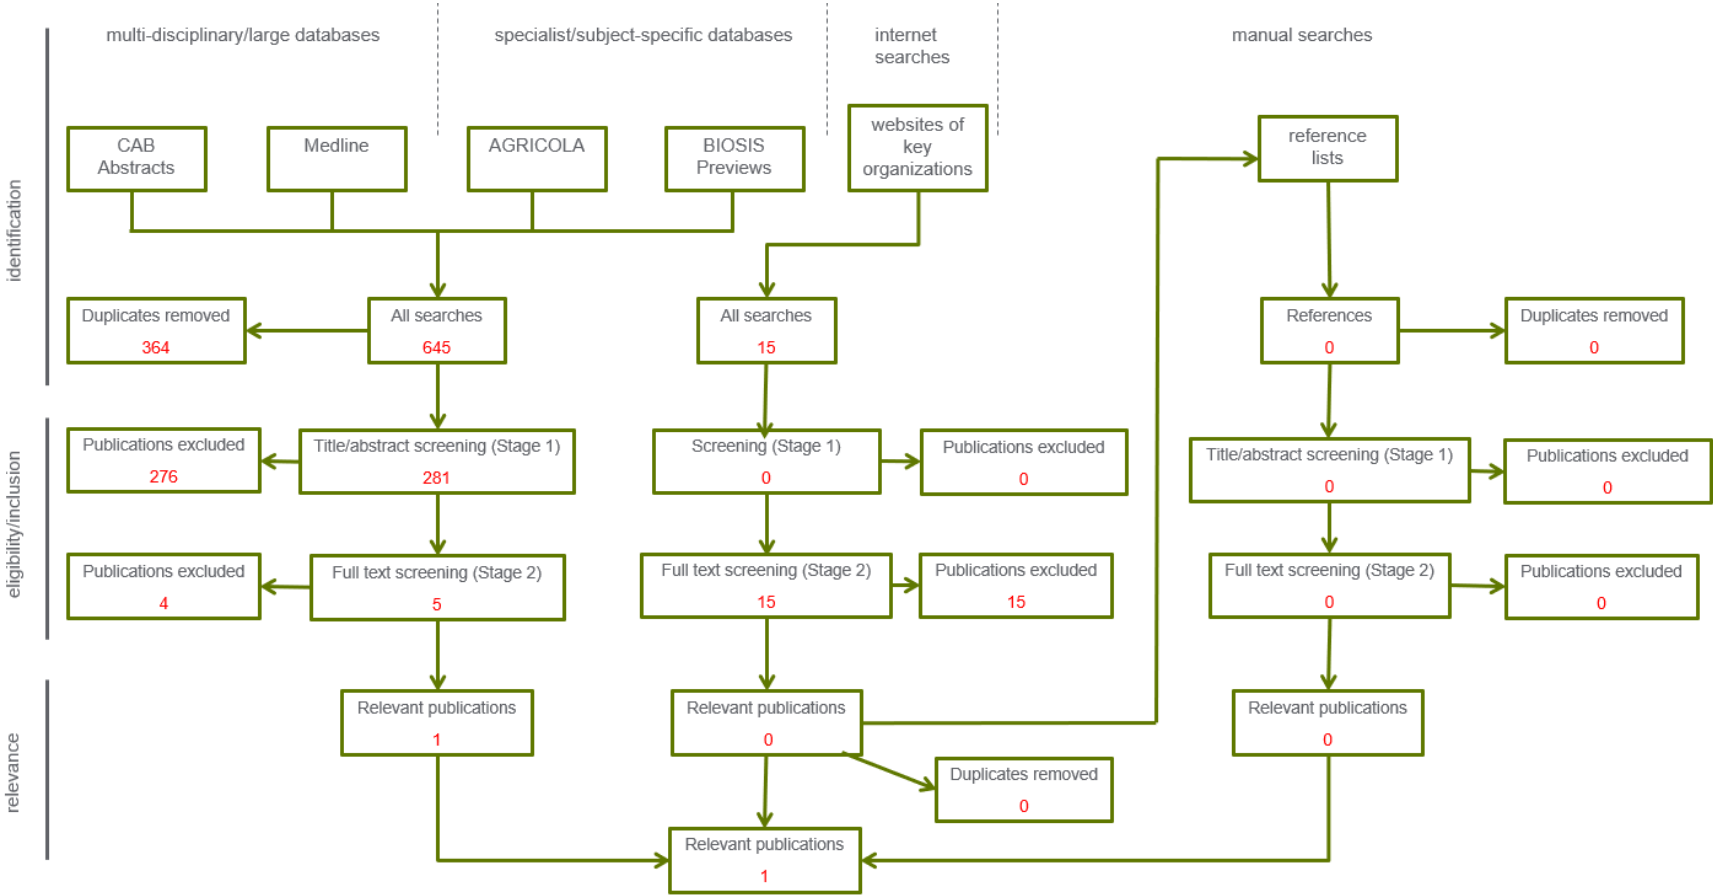 multi-disciplinary/large databases
specialist/subject-specific databases
internet
searches
manual searches
identification
CAB
Abstracts
Medline
AGRICOLA
BIOSIS
Previews
websites of
key
organizations
reference
lists
Duplicates removed
364
All searches
645
All searches
15
References
0
Duplicates removed
0
eligibility/inclusion
Publications excluded
276
Title/abstract screening (Stage 1)
281
Screening (Stage 1)
0
Publications excluded
0
Title/abstract screening (Stage 1)
0
Publications excluded
0
Publications excluded
4
Full text screening (Stage 2)
5
Full text screening (Stage 2)
15
Publications excluded
15
Full text screening (Stage 2)
0
Publications excluded
0
relevance
Relevant publications
1
Relevant publications
0
Relevant publications
0
Duplicates removed
0
Relevant publications
1